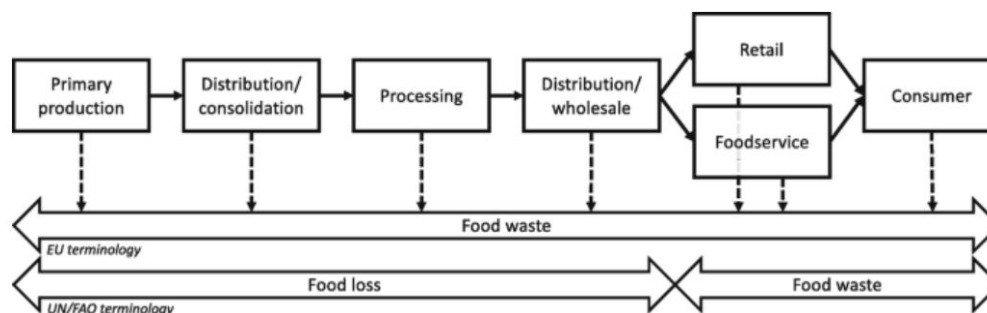 Primary
production
Distribution/
consolidation
Processing
Distribution/
wholesale
Retail
Foodservice
Consumer
Food waste
EU terminology
Food loss
Food waste
UN/FAO terminology